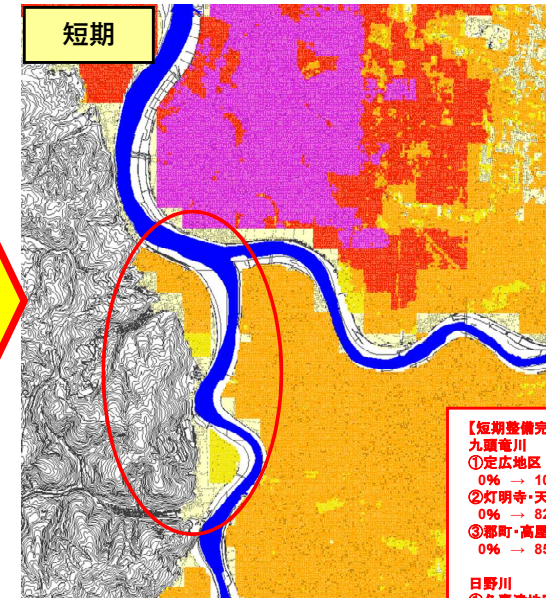 短期
【短期整備完
九頭竜川
①定広地区
0% → 10
②灯明寺・天
0% → 82
③郡町・高屋
0% → 85
日野川